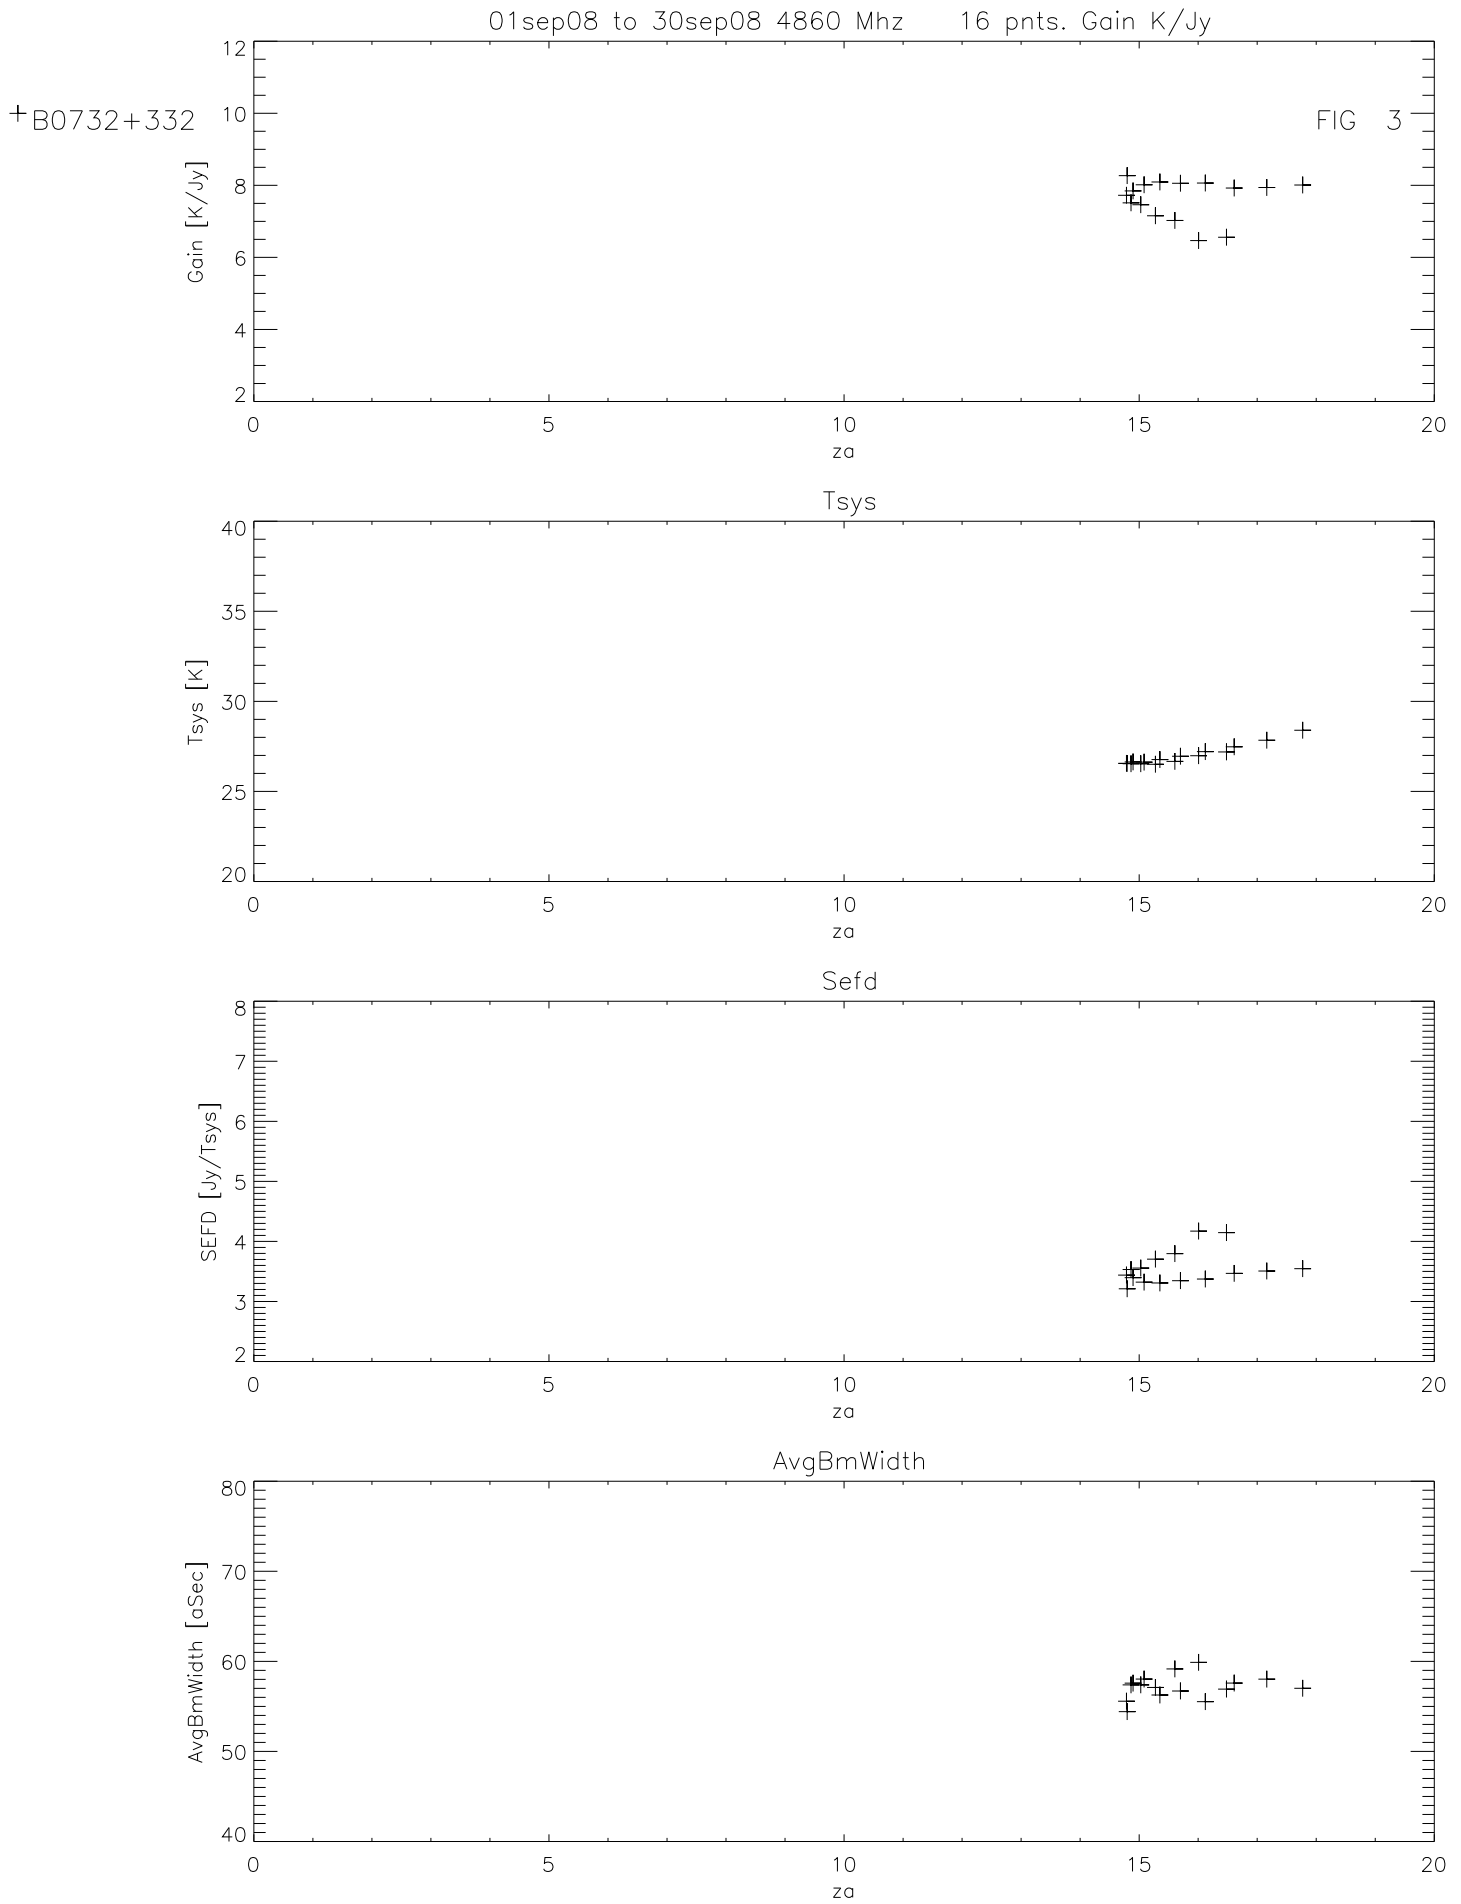 01sep08 to 30sep08 4860 Mhz 16 pnts. Gain K/Jy
+B0732+332
FIG 3
Gain [K/Jy]
12
10
8
6
4
2
0 5 10 15 20
za
Tsys
Tsys [K]
40
35
30
25
20
0 5 10 15 20
za
Sefd
SEFD [Jy/Tsys]
8
7
6
5
4
3
2
0 5 10 15 20
za
AvgBmWidth
AvgBmWidth [aSec]
80
70
60
50
40
0 5 10 15 20
za